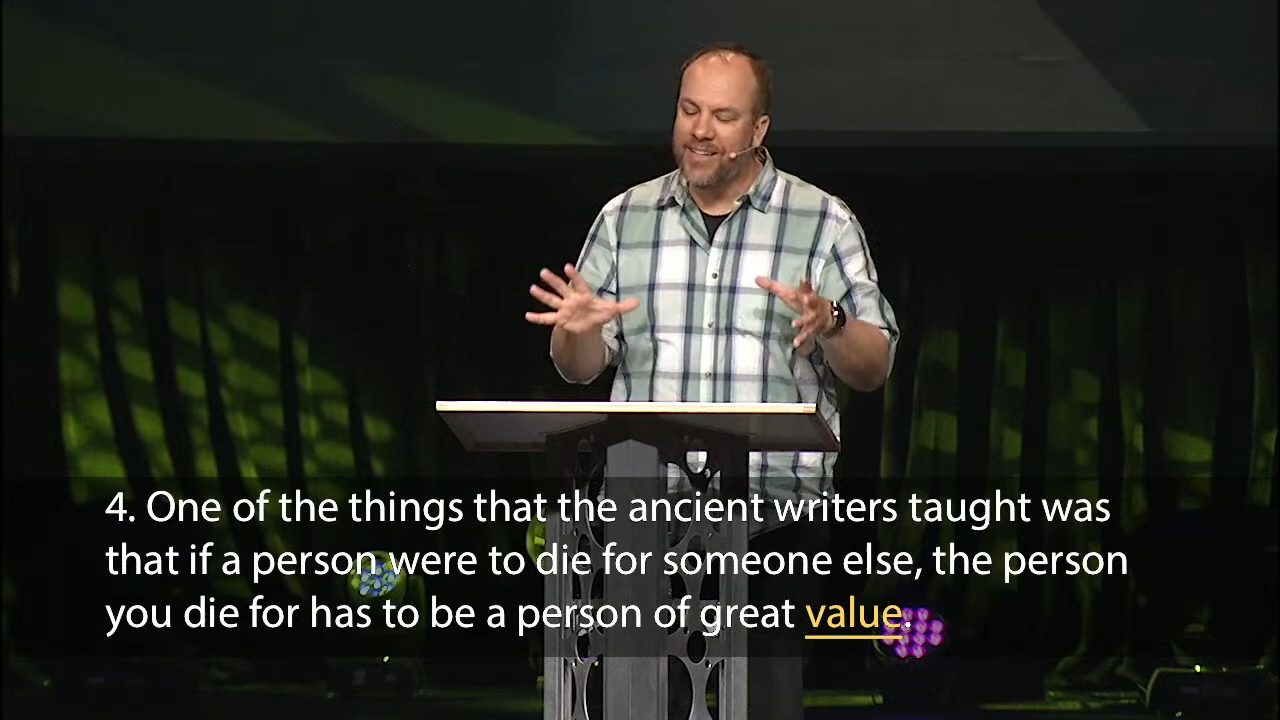 4. One of the things that the ancient writers taught was
that if a person were to die for someone else, the person
you die for has to be a person of great value.